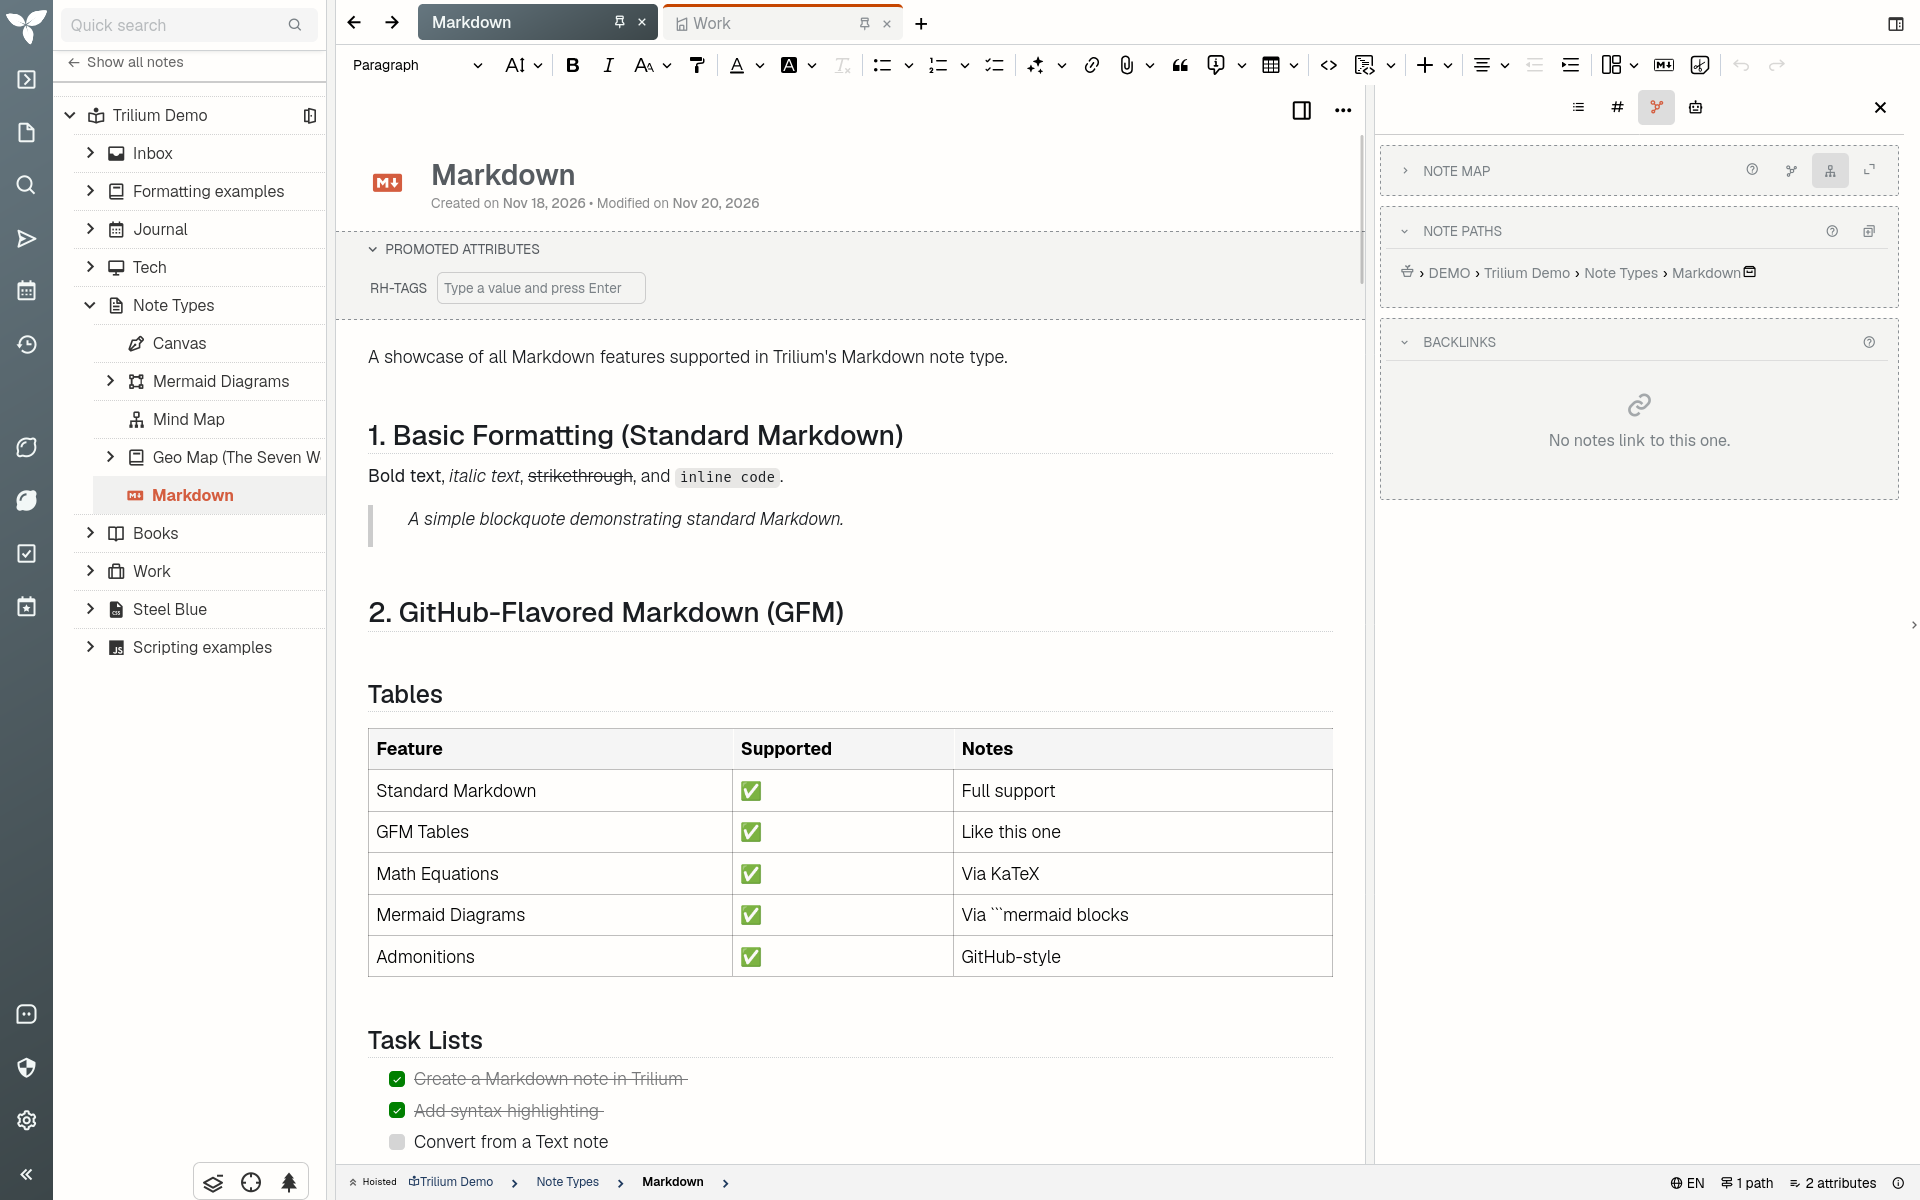 Quick search
Show all notes
Trilium Demo
Inbox
Formatting examples
Journal
Tech
Note Types
Canvas
Mermaid Diagrams
Mind Map
Geo Map (The Seven W
Markdown
Books
Work
Steel Blue
Scripting examples
Markdown
Work
Paragraph
Markdown
Created on Nov 18, 2026 • Modified on Nov 20, 2026
PROMOTED ATTRIBUTES
RH-TAGS Type a value and press Enter
A showcase of all Markdown features supported in Trilium's Markdown note type.
1. Basic Formatting (Standard Markdown)
Bold text, italic text, strikethrough, and inline code.
A simple blockquote demonstrating standard Markdown.
2. GitHub-Flavored Markdown (GFM)
Tables
Feature Supported Notes
Standard Markdown ✅ Full support
GFM Tables ✅ Like this one
Math Equations ✅ Via KaTeX
Mermaid Diagrams ✅ Via ```mermaid blocks
Admonitions ✅ GitHub-style
Task Lists
Create a Markdown note in Trilium
Add syntax highlighting
Convert from a Text note
NOTE MAP
NOTE PATHS
› DEMO › Trilium Demo › Note Types › Markdown
BACKLINKS
No notes link to this one.
Hoisted Trilium Demo › Note Types › Markdown ›
EN 1 path 2 attributes